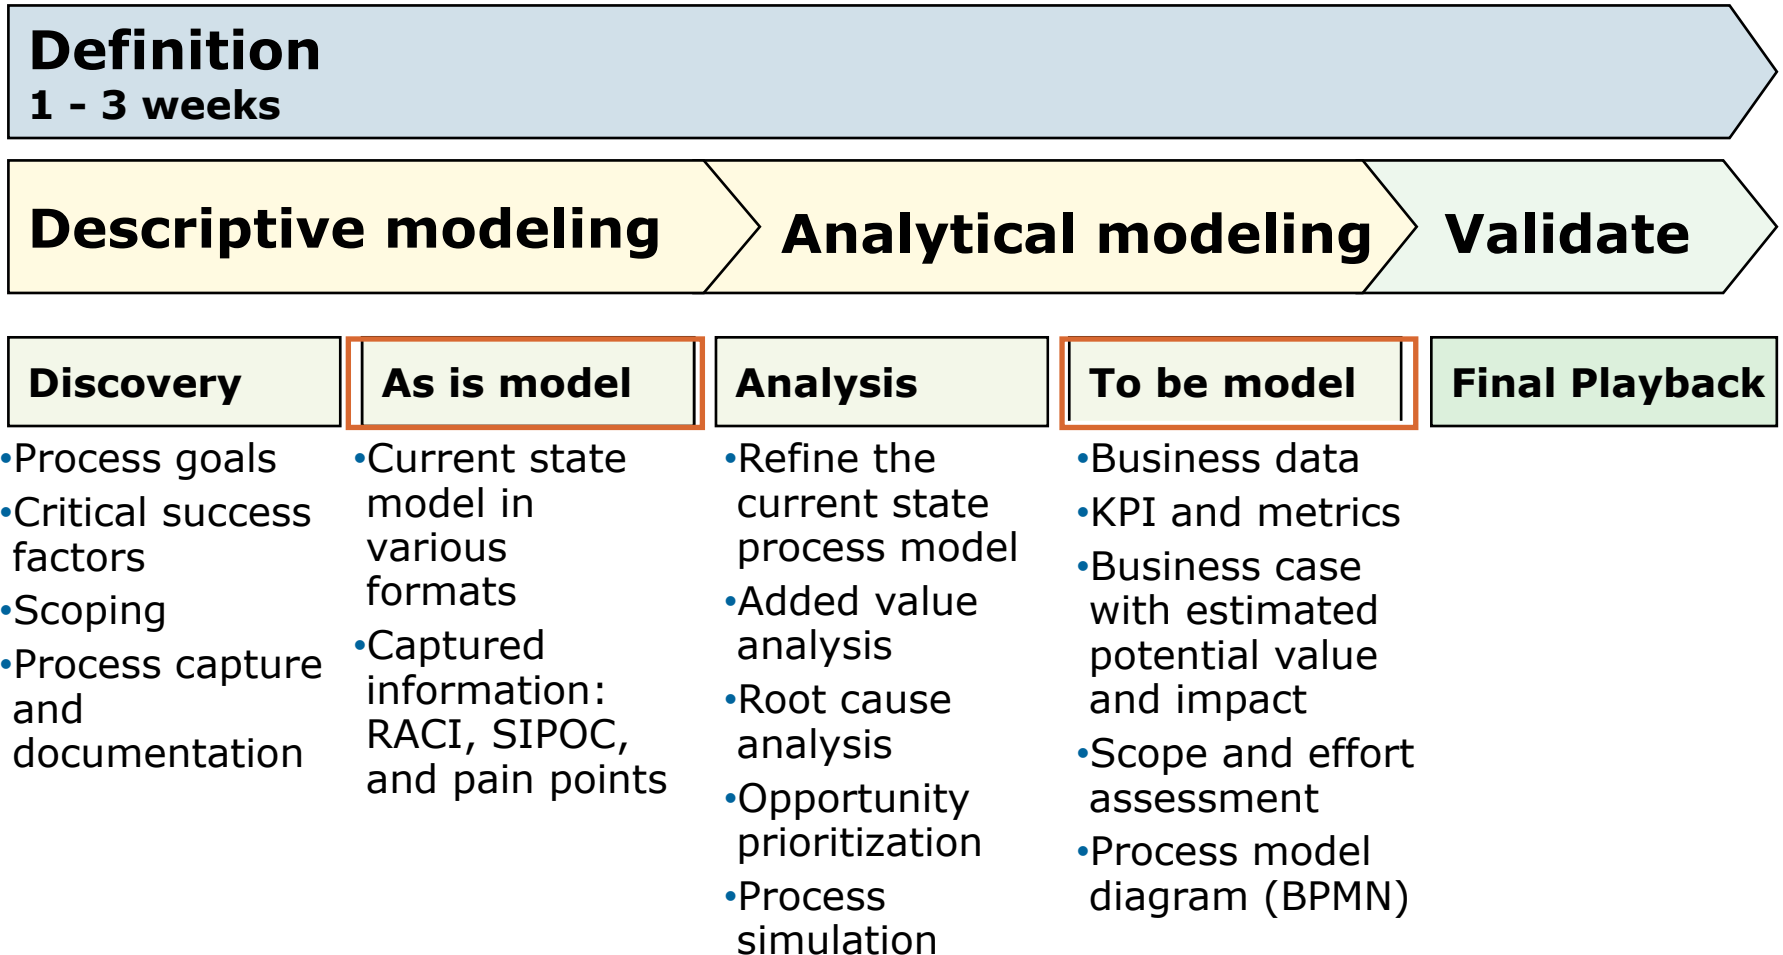 Definition
1 - 3 weeks
Descriptive modeling
Analytical modeling
Validate
Discovery
•Process goals
•Critical success
factors
•Scoping
•Process capture
and
documentation
As is model
•Current state
model in
various
formats
•Captured
information:
RACI, SIPOC,
and pain points
Analysis
•Refine the
current state
process model
•Added value
analysis
•Root cause
analysis
•Opportunity
prioritization
•Process
simulation
To be model
•Business data
•KPI and metrics
•Business case
with estimated
potential value
and impact
•Scope and effort
assessment
•Process model
diagram (BPMN)
Final Playback